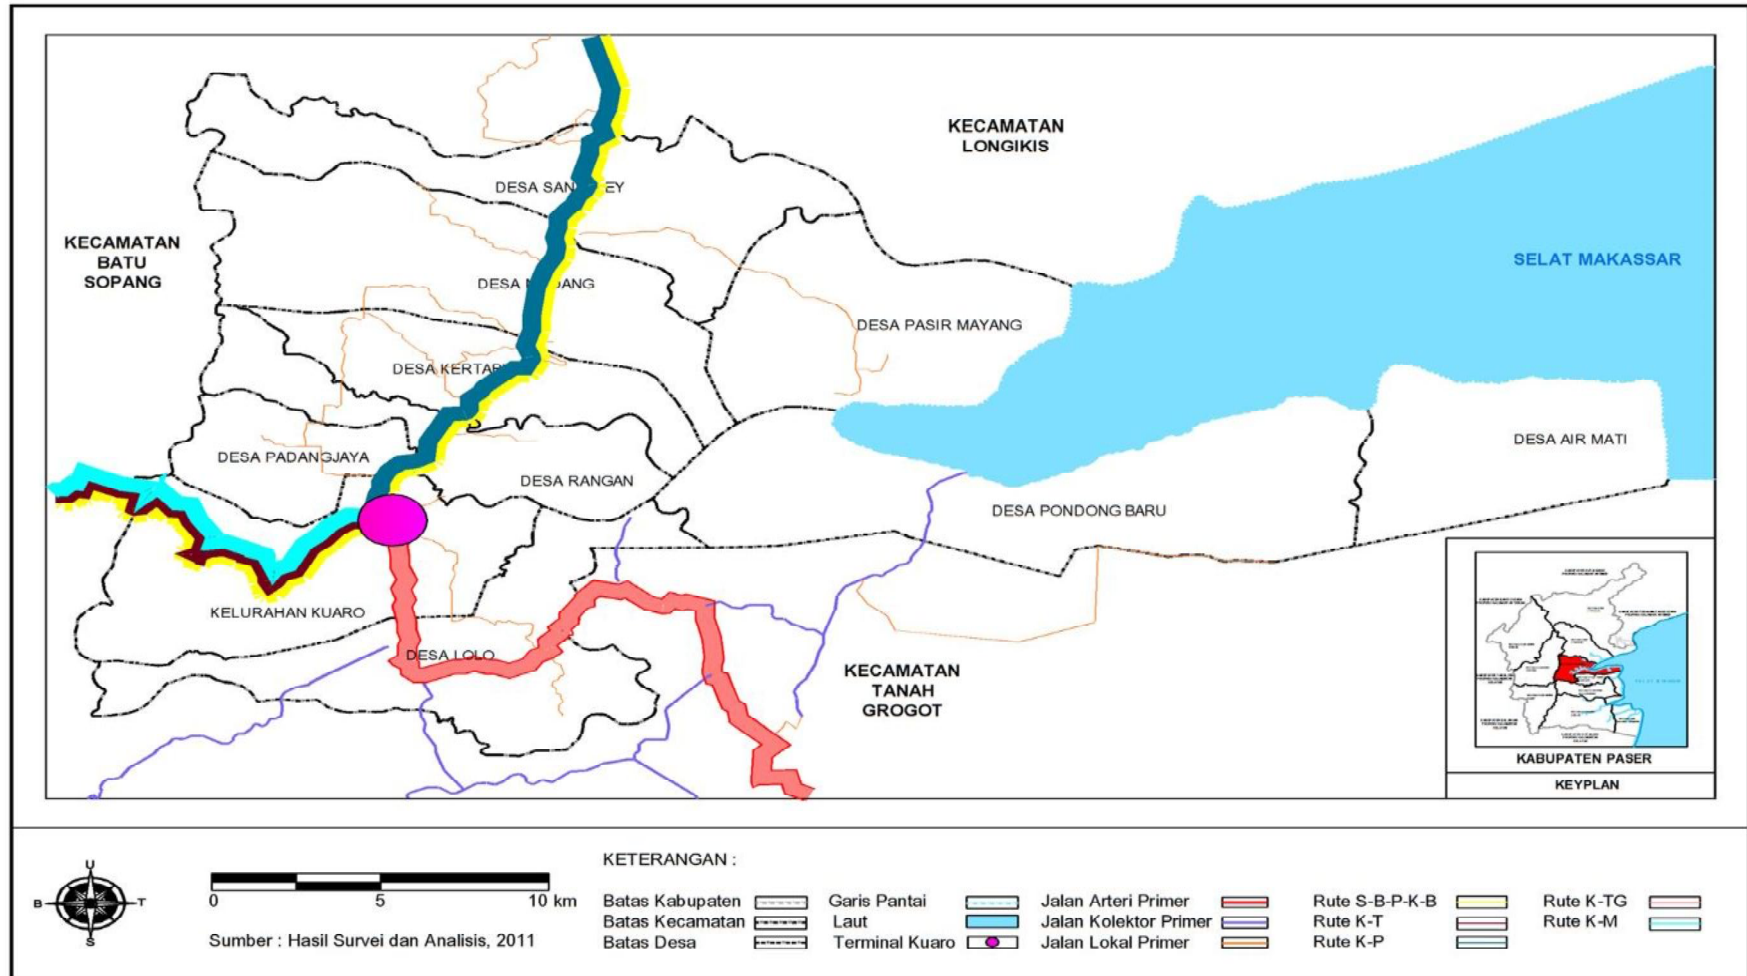 KECAMATAN
LONGIKIS
DESA SAN EY
KECAMATAN
BATU
SOPANG
SELAT MAKASSAR
DESA PASIR MAYANG
DESA KERTAP
DESA AIR MATI
DESA PADANGJAYA
DESA RANGAN
DESA PONDONG BARU
KELURAHAN KUARO
DESA LOLO
KECAMATAN
TANAH
GROGOT
KABUPATEN PASER
KEYPLAN
U
B
T
S
0
5
10 km
Sumber : Hasil Survei dan Analisis, 2011
KETERANGAN :
Batas Kabupaten
Batas Kecamatan
Batas Desa
Garis Pantai
Laut
Terminal Kuaro
Jalan Arteri Primer
Jalan Kolektor Primer
Jalan Lokal Primer
Rute S-B-P-K-B
Rute K-T
Rute K-P
Rute K-TG
Rute K-M